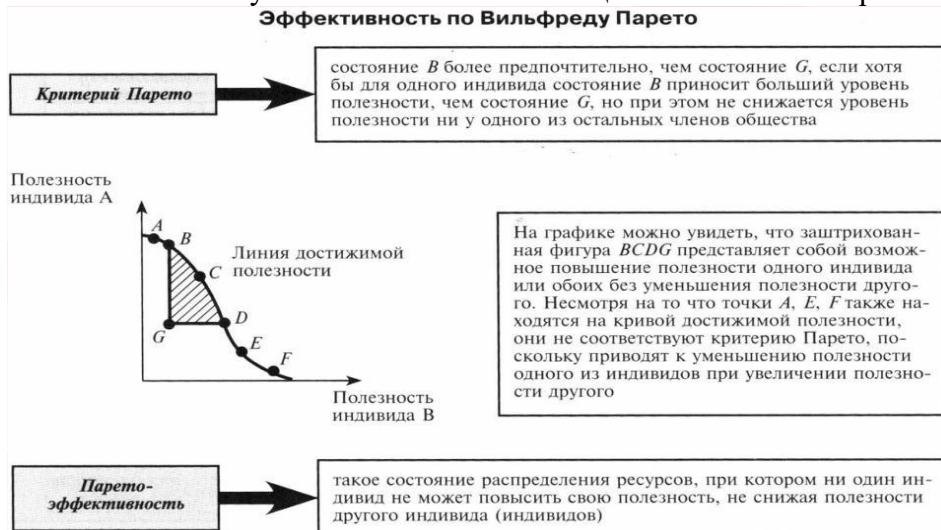 Эффективность по Вильфреду Парето
Критерий Парето
состояние B более предпочтительно, чем состояние G, если хотя
бы для одного индивида состояние B приносит больший уровень
полезности, чем состояние G, но при этом не снижается уровень
полезности ни у одного из остальных членов общества
Полезность
индивида А
A
B
Линия достижимой
полезности
C
G
D
E
F
Полезность
индивида В
На графике можно увидеть, что заштрихован-
ная фигура BCDG представляет собой возмож-
ное повышение полезности одного индивида
или обоих без уменьшения полезности друго-
го. Несмотря на то что точки A, E, F также на-
ходятся на кривой достижимой полезности,
они не соответствуют критерию Парето, по-
скольку приводят к уменьшению полезности
одного из индивидов при увеличении полезно-
сти другого
Парето-
эффективность
такое состояние распределения ресурсов, при котором ни один ин-
дивид не может повысить свою полезность, не снижая полезности
другого индивида (индивидов)